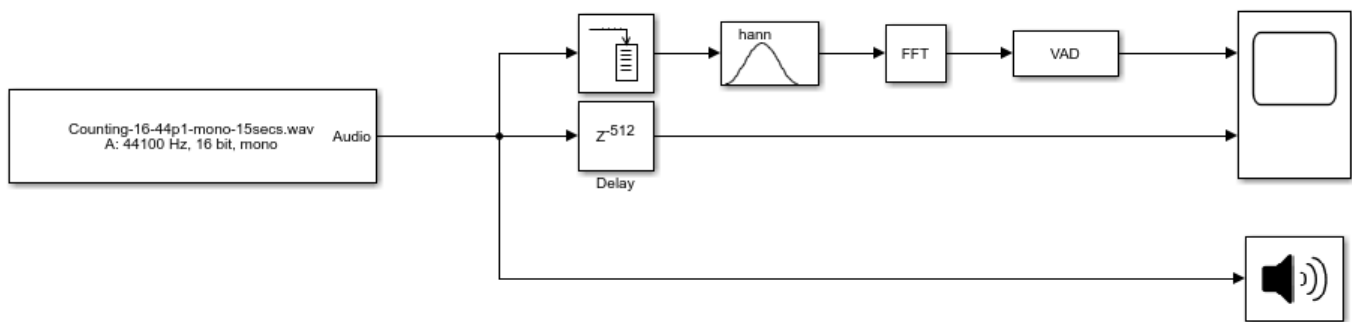 hann
FFT
VAD
Counting-16-44p1-mono-15secs.wav
A: 44100 Hz, 16 bit, mono
Audio
Z-512
Delay